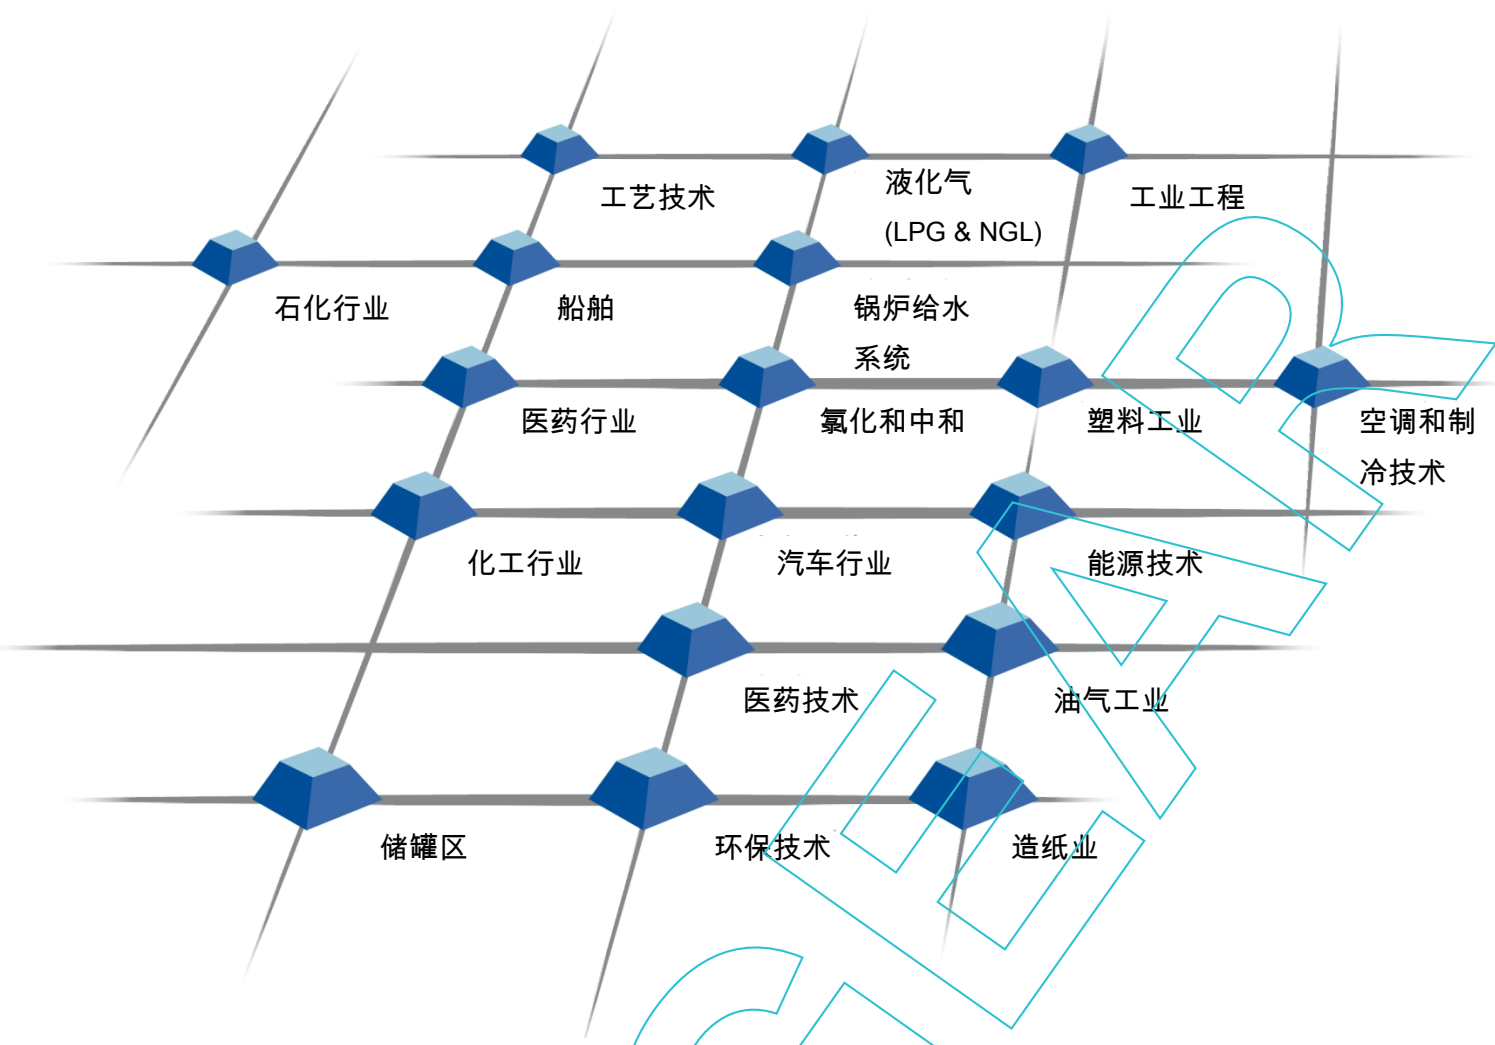 工艺技术
液化气
(LPG & NGL)
工业工程
石化行业
船舶
锅炉给水
系统
医药行业
氯化和中和
塑料工业
空调和制
冷技术
化工行业
汽车行业
能源技术
医药技术
油气工业
储罐区
环保技术
造纸业